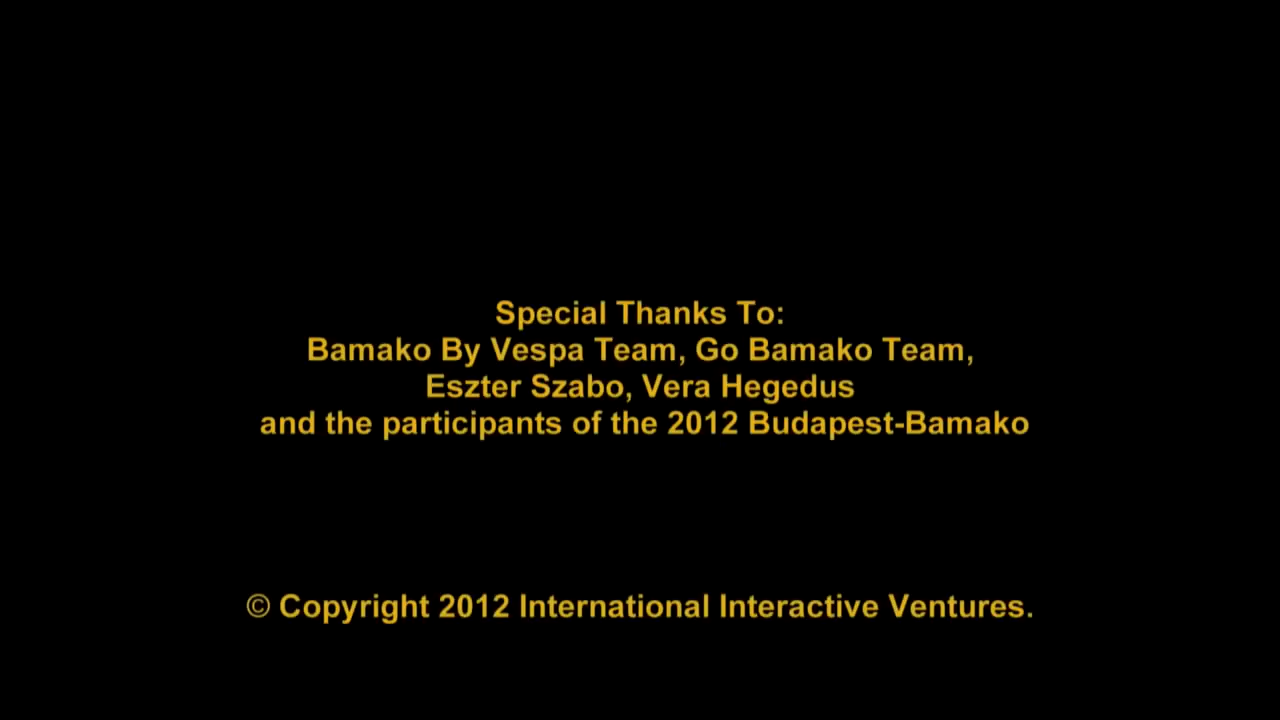 Special Thanks To:
Bamako By Vespa Team, Go Bamako Team,
Eszter Szabo, Vera Hegedus
and the participants of the 2012 Budapest-Bamako
© Copyright 2012 International Interactive Ventures.